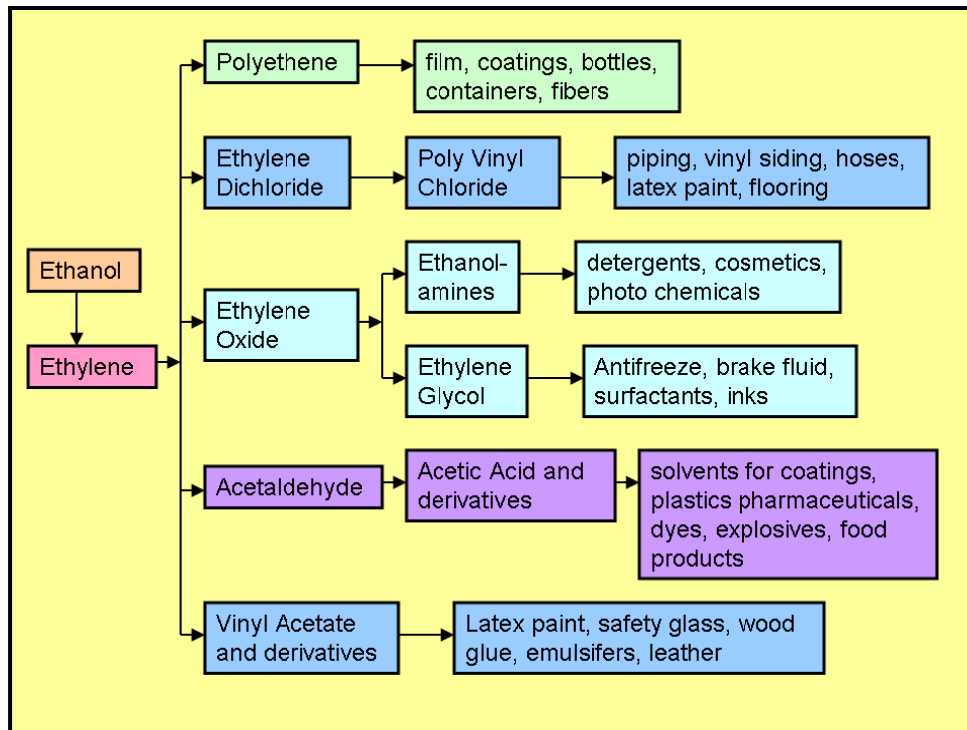 Polyethene
film, coatings, bottles,
containers, fibers
Ethylene
Dichloride
Poly Vinyl
Chloride
piping, vinyl siding, hoses,
latex paint, flooring
Ethanol
Ethylene
Ethylene
Oxide
Ethanol-
amines
detergents, cosmetics,
photo chemicals
Ethylene
Glycol
Antifreeze, brake fluid,
surfactants, inks
Acetaldehyde
Acetic Acid and
derivatives
solvents for coatings,
plastics pharmaceuticals,
dyes, explosives, food
products
Vinyl Acetate
and derivatives
Latex paint, safety glass, wood
glue, emulsifers, leather